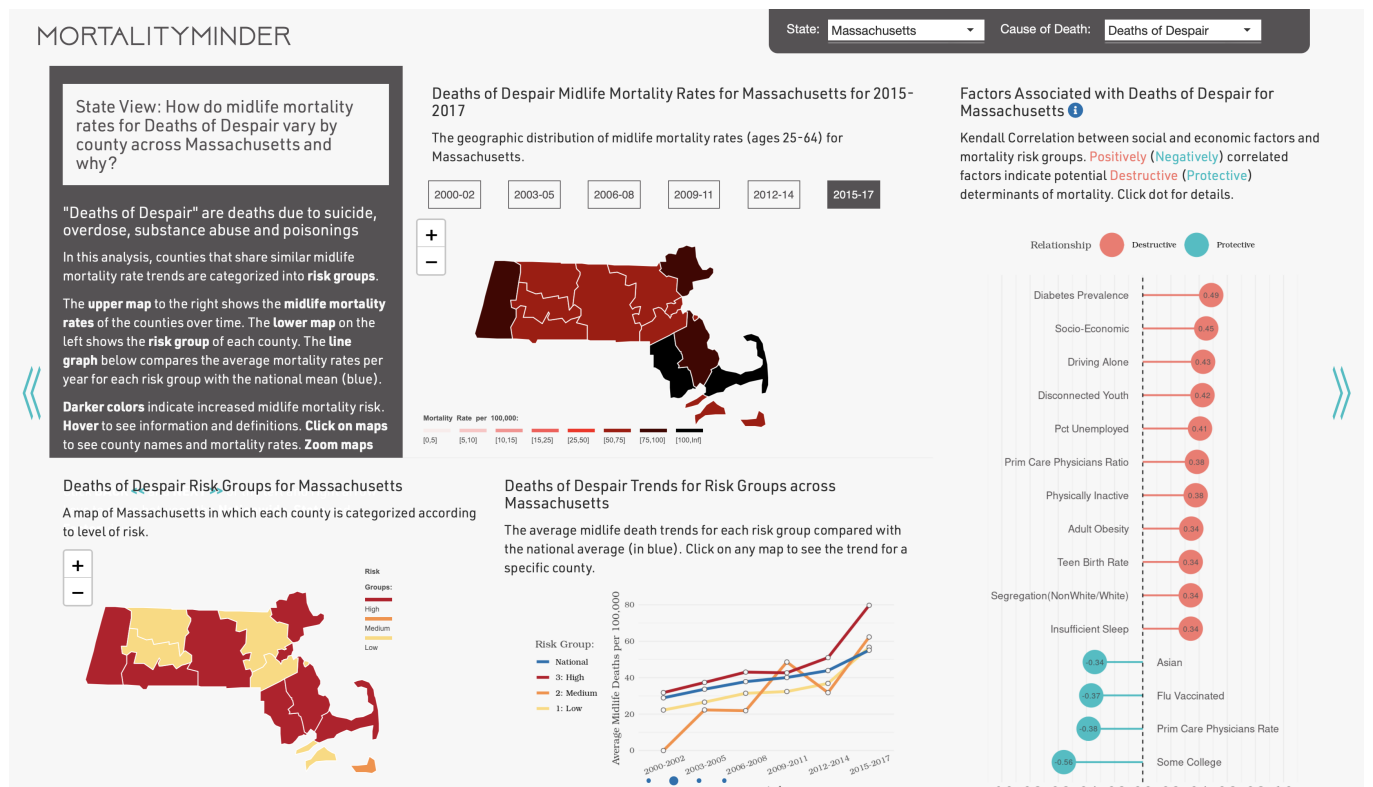 MORTALITYMINDER
State:
Massachusetts
Cause of Death:
Deaths of Despair
State View: How do midlife mortality
rates for Deaths of Despair vary by
county across Massachusetts and
why?
"Deaths of Despair" are deaths due to suicide,
overdose, substance abuse and poisonings
In this analysis, counties that share similar midlife
mortality rate trends are categorized into risk groups.
The upper map to the right shows the midlife mortality
rates of the counties over time. The lower map on the
left shows the risk group of each county. The line
graph below compares the average mortality rates per
year for each risk group with the national mean (blue).
Darker colors indicate increased midlife mortality risk.
Hover to see information and definitions. Click on maps
to see county names and mortality rates. Zoom maps
Deaths of Despair Midlife Mortality Rates for Massachusetts for 2015-
2017
The geographic distribution of midlife mortality rates (ages 25-64) for
Massachusetts.
2000-02
2003-05
2006-08
2009-11
2012-14
2015-17
+
−
Mortality Rate per 100,000:
[0,5]
[5,10]
[10,15]
[15,25]
[25,50]
[50,75]
[75,100]
[100,Inf]
Factors Associated with Deaths of Despair for
Massachusetts i
Kendall Correlation between social and economic factors and
mortality risk groups. Positively (Negatively) correlated
factors indicate potential Destructive (Protective)
determinants of mortality. Click dot for details.
Relationship
Destructive
Protective
Diabetes Prevalence
0.49
Socio-Economic
0.45
Driving Alone
0.43
Disconnected Youth
0.42
Pct Unemployed
0.41
Prim Care Physicians Ratio
0.38
Physically Inactive
0.38
Adult Obesity
0.34
Teen Birth Rate
0.34
Segregation(NonWhite/White)
0.34
Insufficient Sleep
0.34
-0.34
Asian
-0.37
Flu Vaccinated
-0.38
Prim Care Physicians Rate
-0.56
Some College
Deaths of Despair Risk Groups for Massachusetts
A map of Massachusetts in which each county is categorized according
to level of risk.
+
−
Risk
Groups:
High
Medium
Low
Deaths of Despair Trends for Risk Groups across
Massachusetts
The average midlife death trends for each risk group compared with
the national average (in blue). Click on any map to see the trend for a
specific county.
Risk Group:
National
3: High
2: Medium
1: Low
Average Midlife Deaths per 100,000
80
60
40
20
0
2000-2002
2003-2005
2006-2008
2009-2011
2012-2014
2015-2017